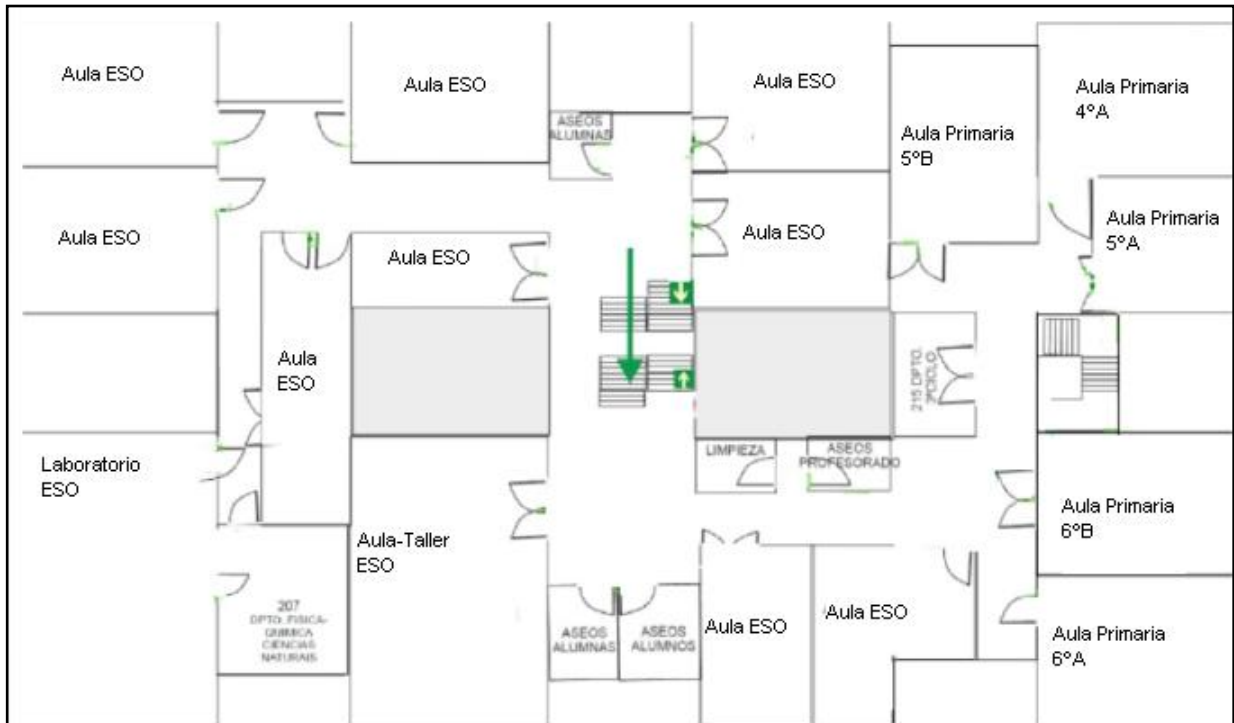 Aula ESO
Aula ESO
Aula ESO
Aula Primaria
4ºA
ASEOS
ALUMNAS
Aula Primaria
5ºB
Aula Primaria
5ºA
Aula ESO
Aula ESO
Aula ESO
Aula
ESO
215 DPTO.
3ºCICLO
LIMPIEZA
ASEOS
PROFESORADO
Laboratorio
ESO
Aula Primaria
6ºB
Aula-Taller
ESO
207
DPTO. FISICA-
QUIMICA
CIENCIAS
NATURALES
ASEOS
ALUMNAS
ASEOS
ALUMNOS
Aula ESO
Aula ESO
Aula Primaria
6ºA